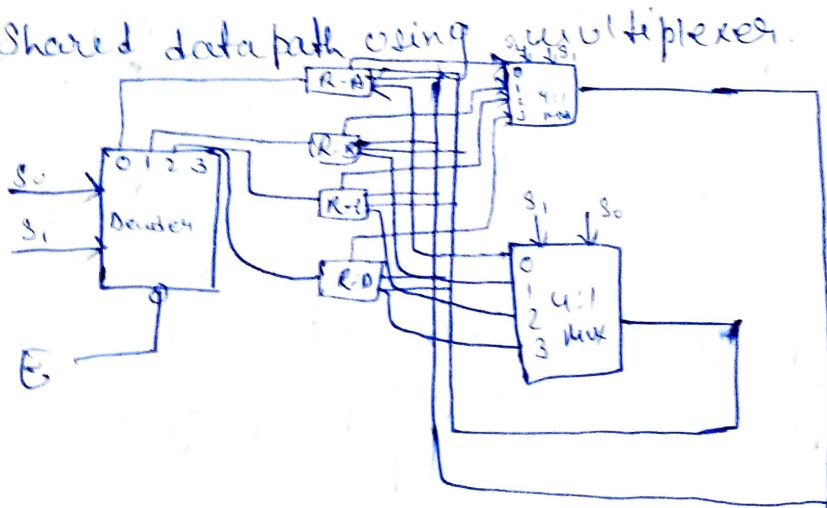 Shared datapath using multiplexer.
S1
R-A
0
1
2
3
4:1
mux
R-B
0 1 2 3
S0
Decoder
R-C
S1 S0
S1
R-D
0
1
2
3
4:1
Mux
E